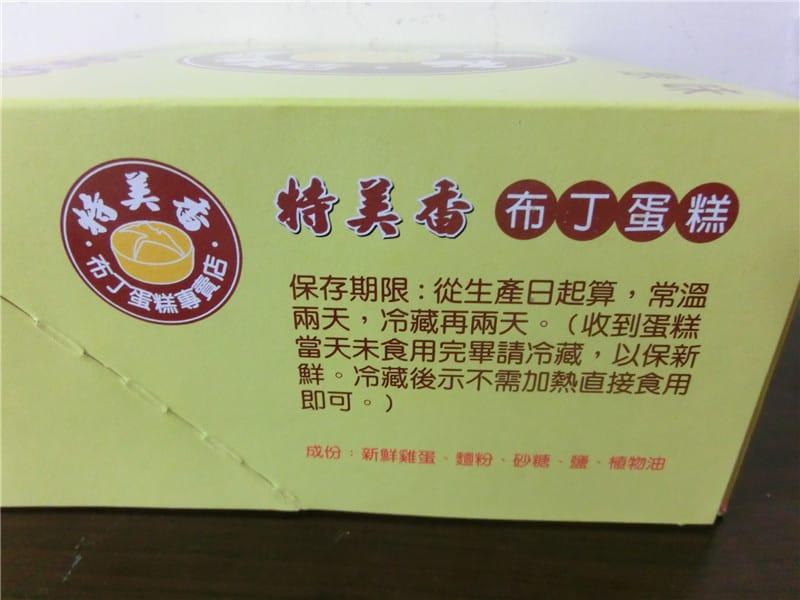 特美香
布丁蛋糕專賣店
特美香 布丁蛋糕
保存期限：從生產日起算，常溫
兩天，冷藏再兩天。（收到蛋糕
當天未食用完畢請冷藏，以保新
鮮。冷藏後示不需加熱直接食用
即可。）
成份：新鮮雞蛋、麵粉、砂糖、鹽、植物油